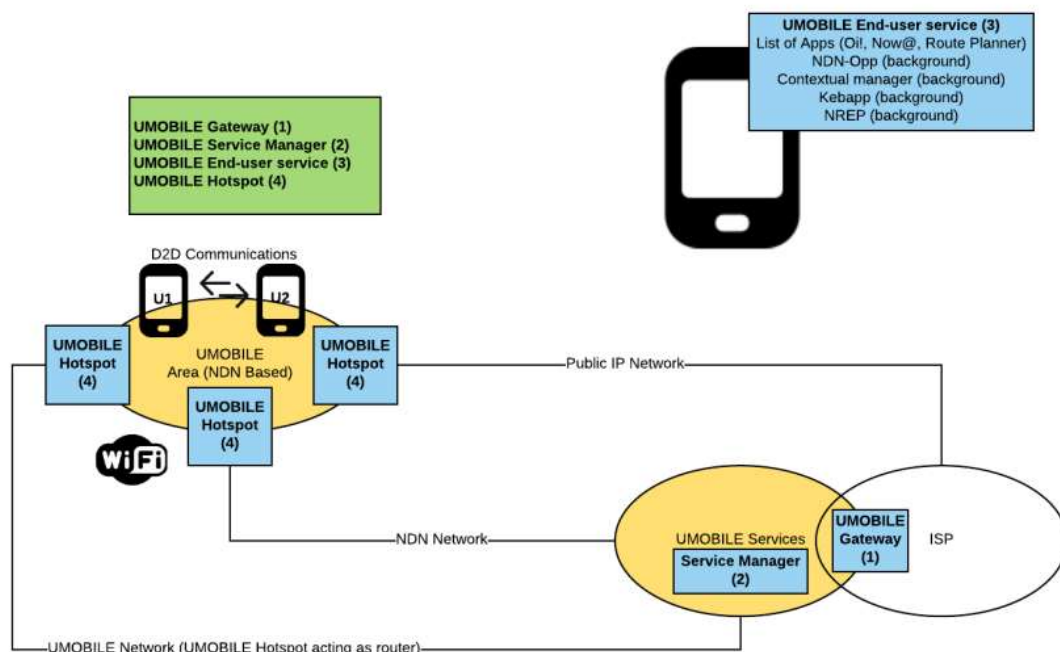 UMOBILE End-user service (3)
List of Apps (Oi!, Now@, Route Planner)
NDN-Opp (background)
Contextual manager (background)
Kebapp (background)
NREP (background)
UMOBILE Gateway (1)
UMOBILE Service Manager (2)
UMOBILE End-user service (3)
UMOBILE Hotspot (4)
D2D Communications
U1
U2
UMOBILE
Hotspot
(4)
UMOBILE
Area (NDN Based)
UMOBILE
Hotspot
(4)
UMOBILE
Hotspot
(4)
Public IP Network
WiFi
NDN Network
UMOBILE Services
Service Manager
(2)
UMOBILE
Gateway
(1)
ISP
UMOBILE Network (UMOBILE Hotspot acting as router)